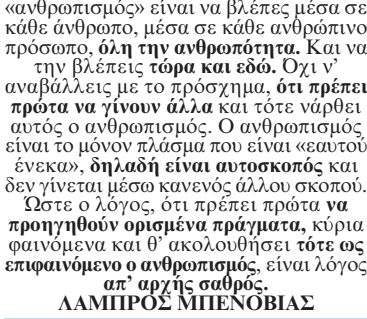 «ανθρωπισμός» είναι να βλέπεις μέσα σε
κάθε άνθρωπο, μέσα σε κάθε ανθρώπινο
πρόσωπο, όλη την ανθρωπότητα. Και να
την βλέπεις τώρα και εδώ. Όχι ν’
αναβάλλεις με το πρόσχημα, ότι πρέπει
πρώτα να γίνουν άλλα και τότε νάρθει
αυτός ο ανθρωπισμός. Ο ανθρωπισμός
είναι το μόνον πλάσμα που είναι «εαυτού
ένεκα», δηλαδή είναι αυτοσκοπός και
δεν γίνεται μέσω κανενός άλλου σκοπού.
Ώστε ο λόγος, ότι πρέπει πρώτα να
προηγηθούν ορισμένα πράγματα, κύρια
φαινόμενα και θ’ ακολουθήσει τότε ως
επιφαινόμενο ο ανθρωπισμός, είναι λόγος
απ’ αρχής σαθρός.
ΛΑΜΠΡΟΣ ΜΠΕΝΟΒΙΑΣ